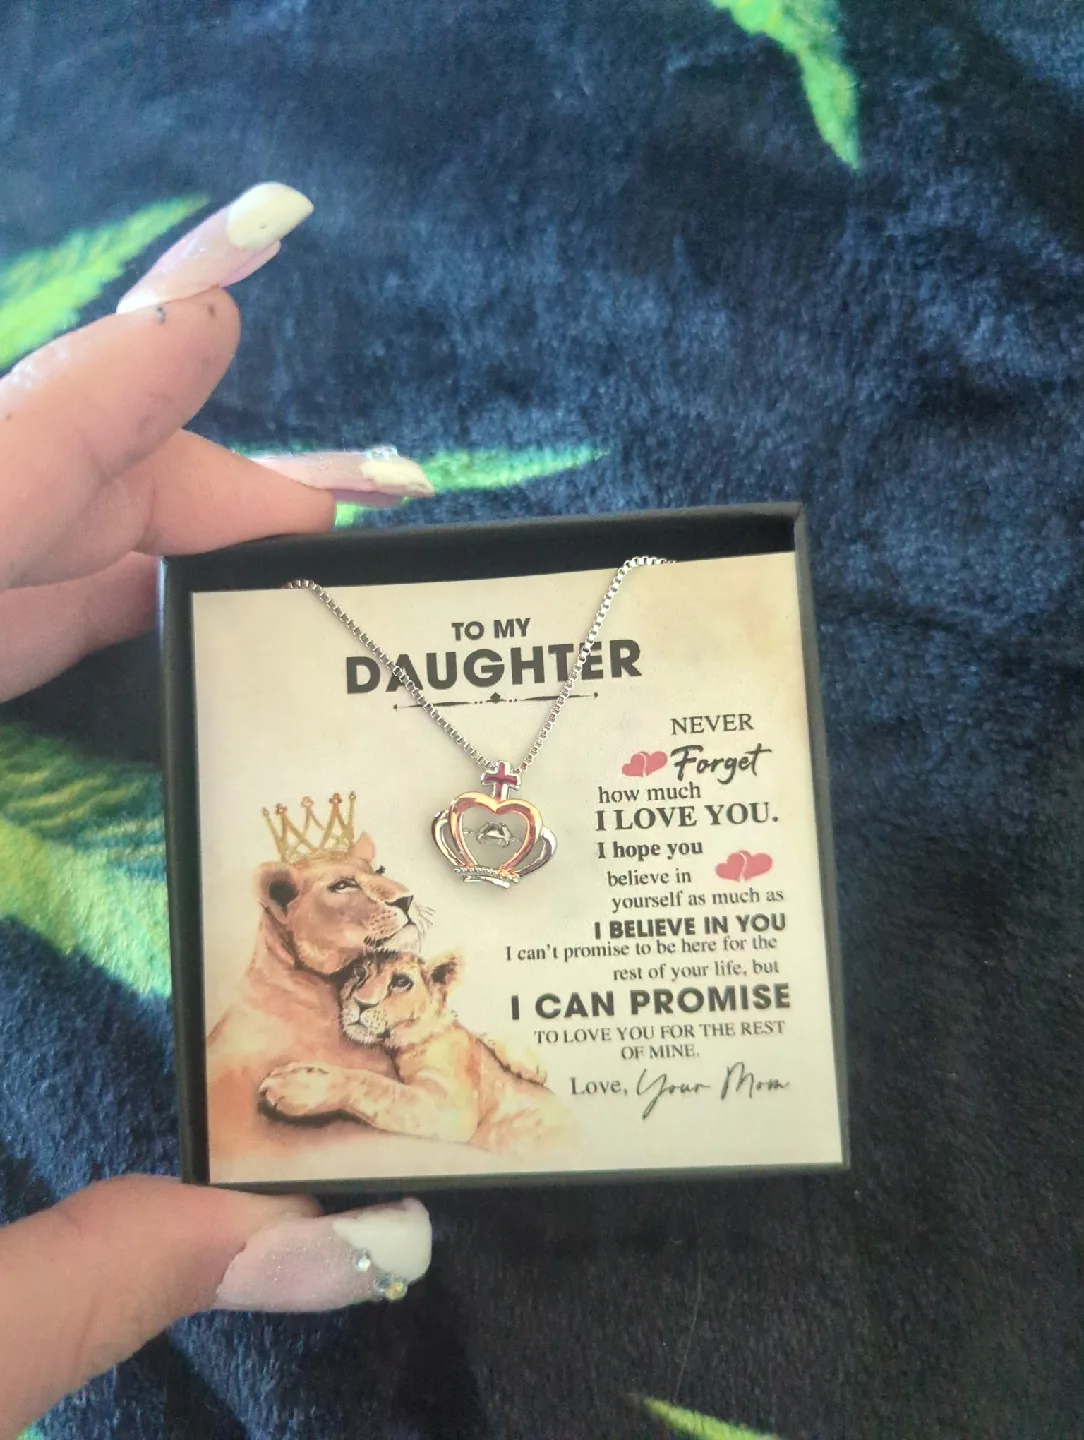 TO MY
DAUGHTER
NEVER
Forget
how much
I LOVE YOU.
I hope you
believe in
yourself as much as
I BELIEVE IN YOU
I can't promise to be here for the
rest of your life, but
I CAN PROMISE
TO LOVE YOU FOR THE REST
OF MINE.
Love, Your Mom